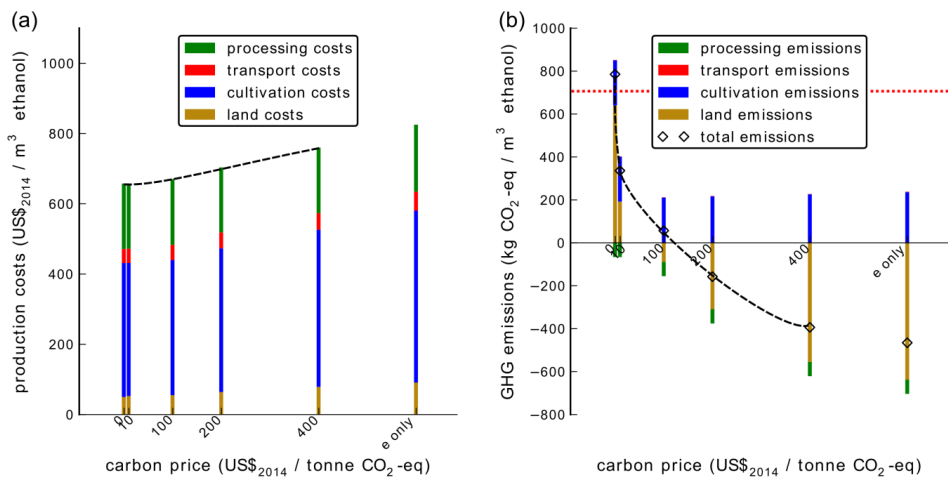 (a)
production costs (US$2014 / m3 ethanol)
1000
800
600
400
200
0
processing costs
transport costs
cultivation costs
land costs
0
10
100
200
400
e only
carbon price (US$2014 / tonne CO2-eq)
(b)
GHG emissions (kg CO2-eq / m3 ethanol)
1000
800
600
400
200
0
−200
−400
−600
−800
processing emissions
transport emissions
cultivation emissions
land emissions
total emissions
100
200
400
e only
carbon price (US$2014 / tonne CO2-eq)